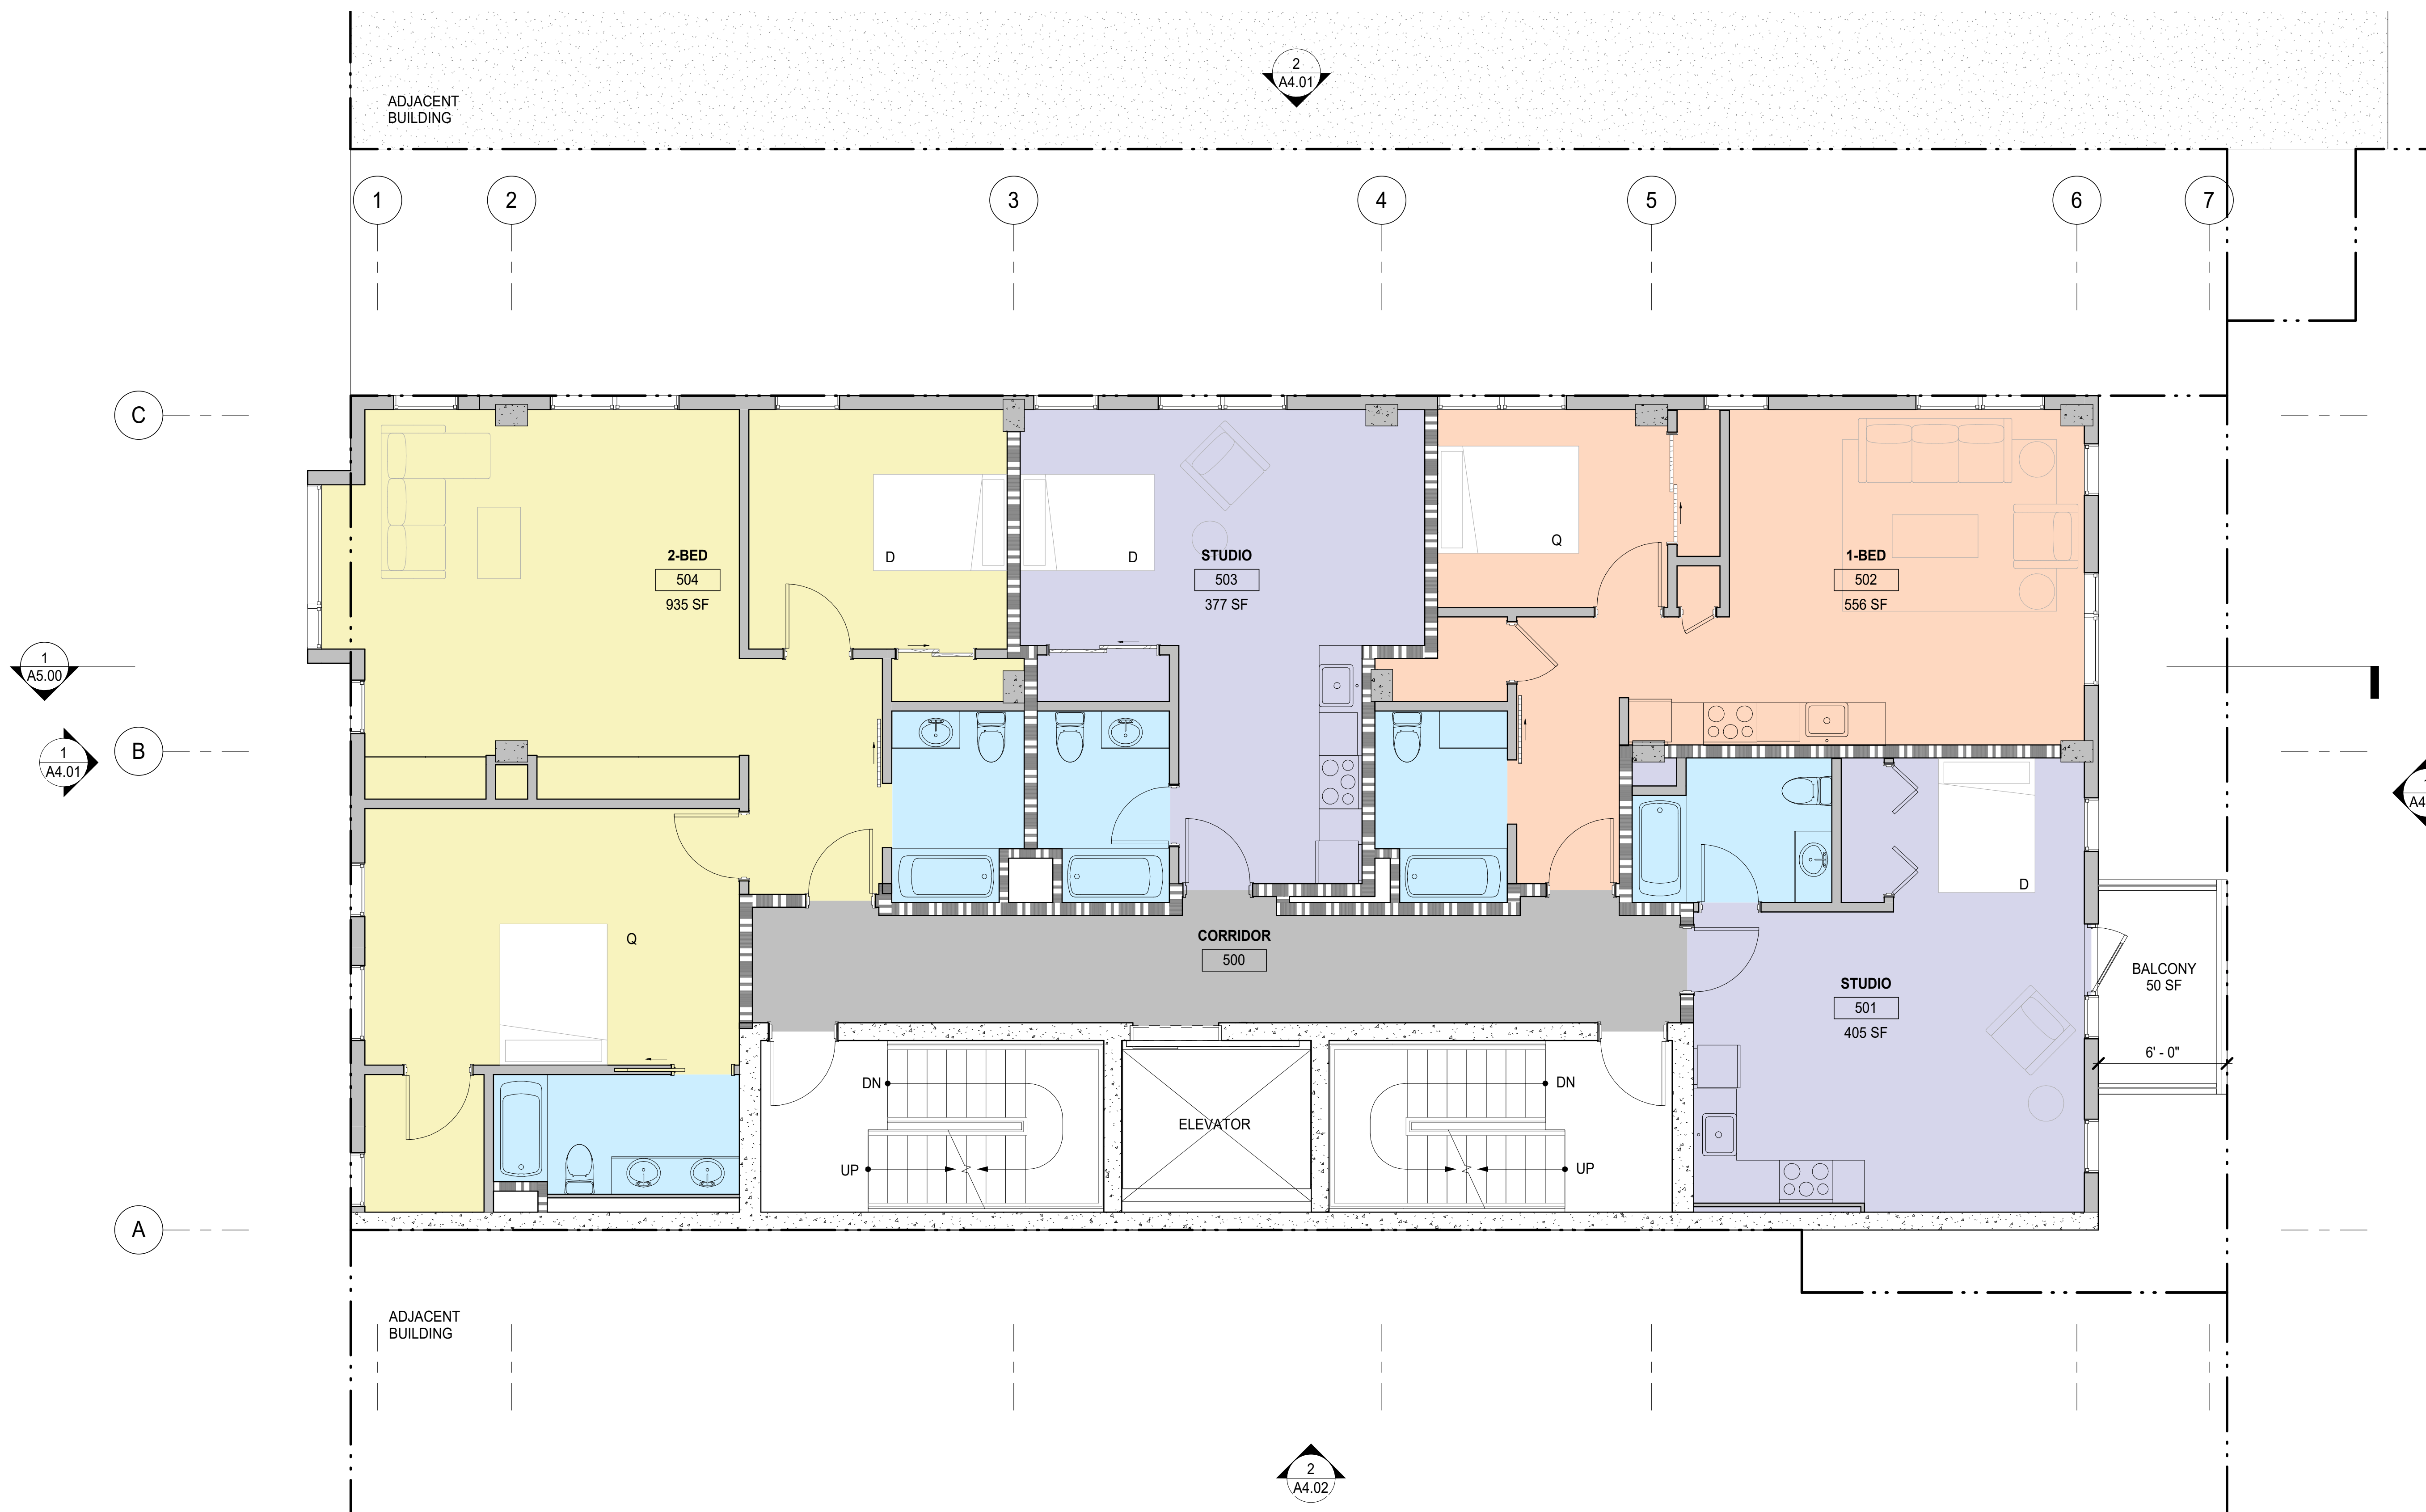 2
A4.01
ADJACENT
BUILDING
1
2
3
4
5
6
7
C
2-BED
504
935 SF
D
D
STUDIO
503
377 SF
Q
1-BED
502
556 SF
1
A5.00
B
1
A4.01
D
Q
CORRIDOR
500
STUDIO
501
405 SF
BALCONY
50 SF
6' - 0"
DN
DN
ELEVATOR
UP
UP
A
ADJACENT
BUILDING
2
A4.02